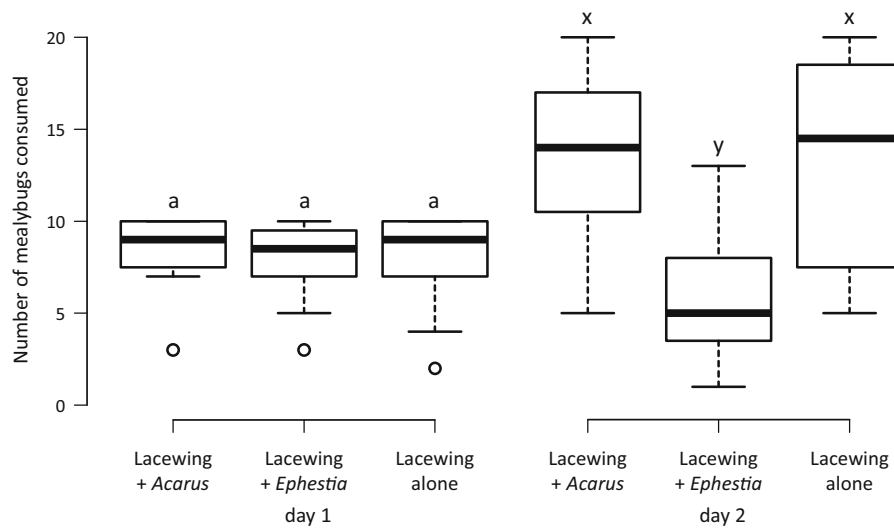 x
x
20
Number of mealybugs consumed
15
y
a
a
a
10
5
0
Lacewing + Acarus
Lacewing + Ephestia
Lacewing alone
day 1
Lacewing + Acarus
Lacewing + Ephestia
Lacewing alone
day 2